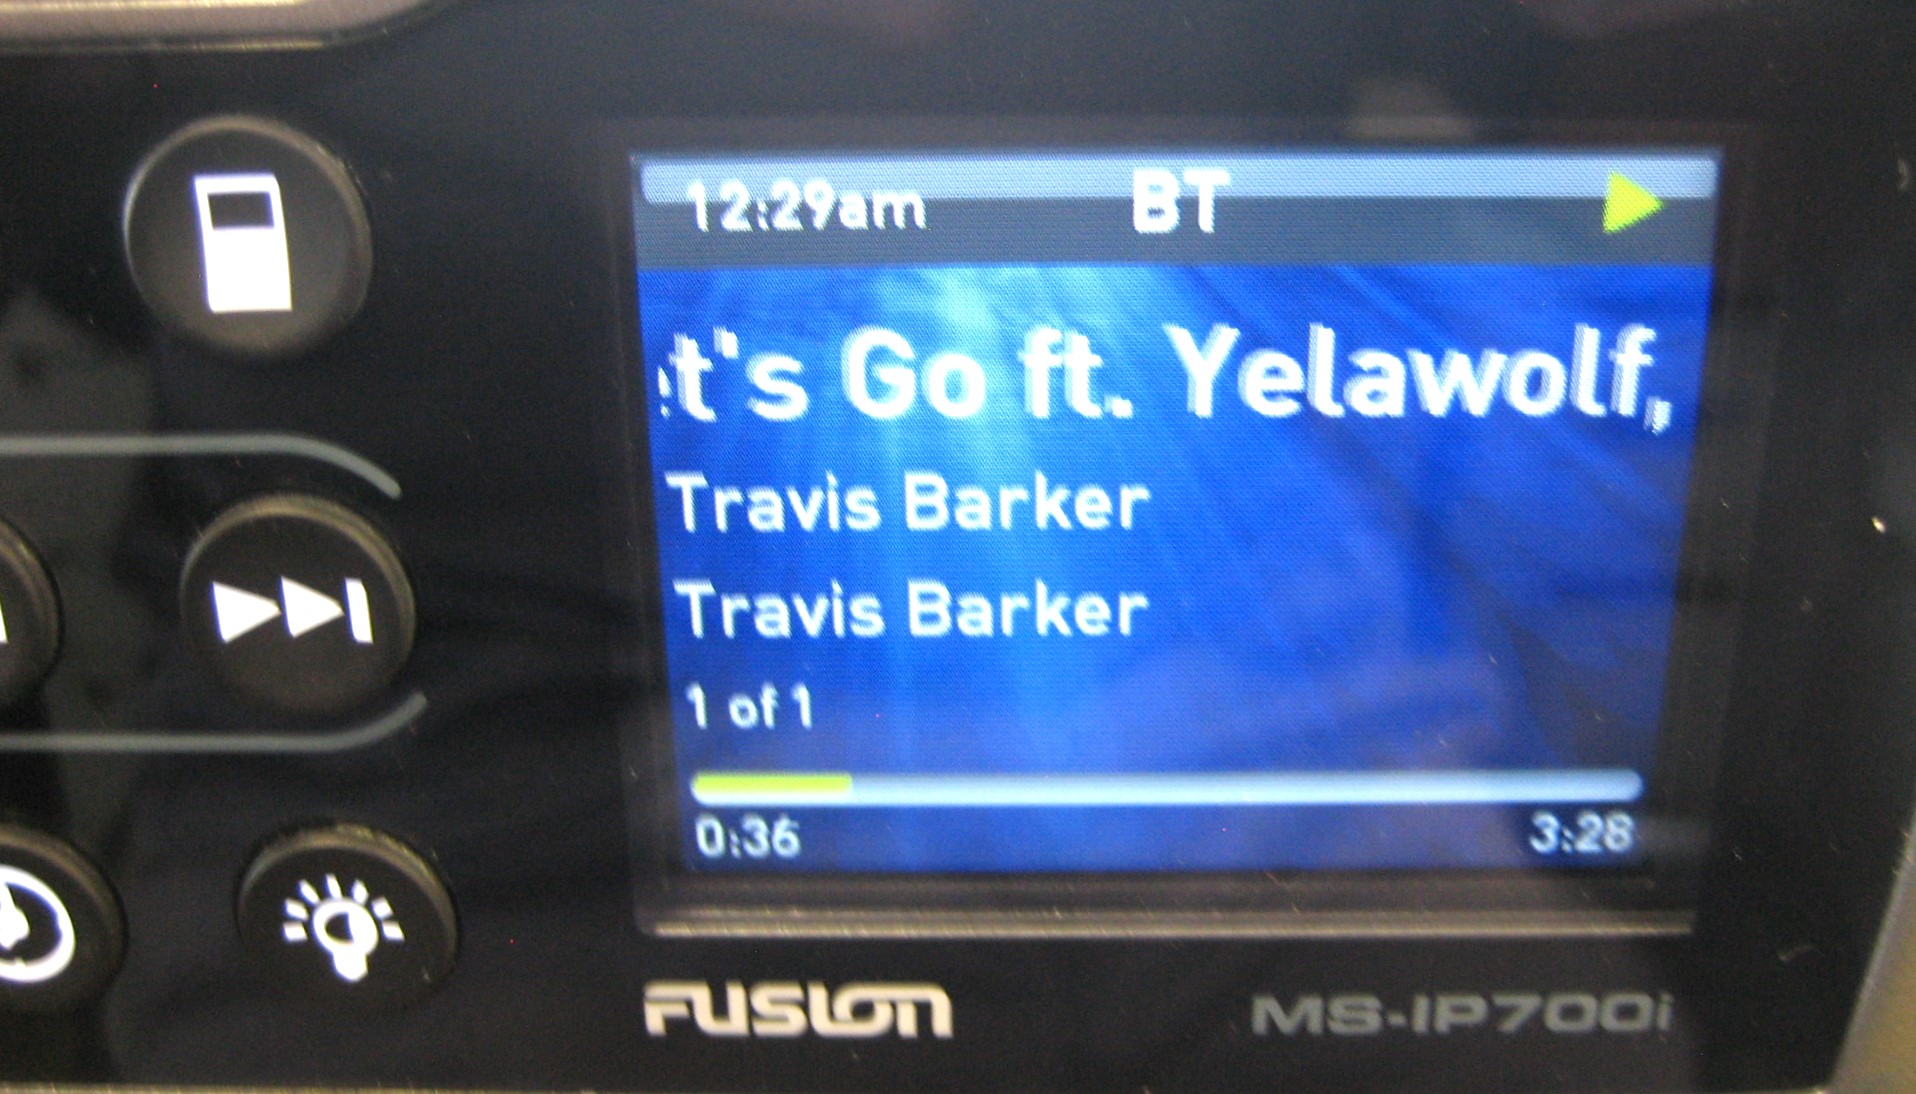 12:29am BT
t's Go ft. Yelawolf,
Travis Barker
Travis Barker
1 of 1
0:36 3:28
FUSION MS-IP700i